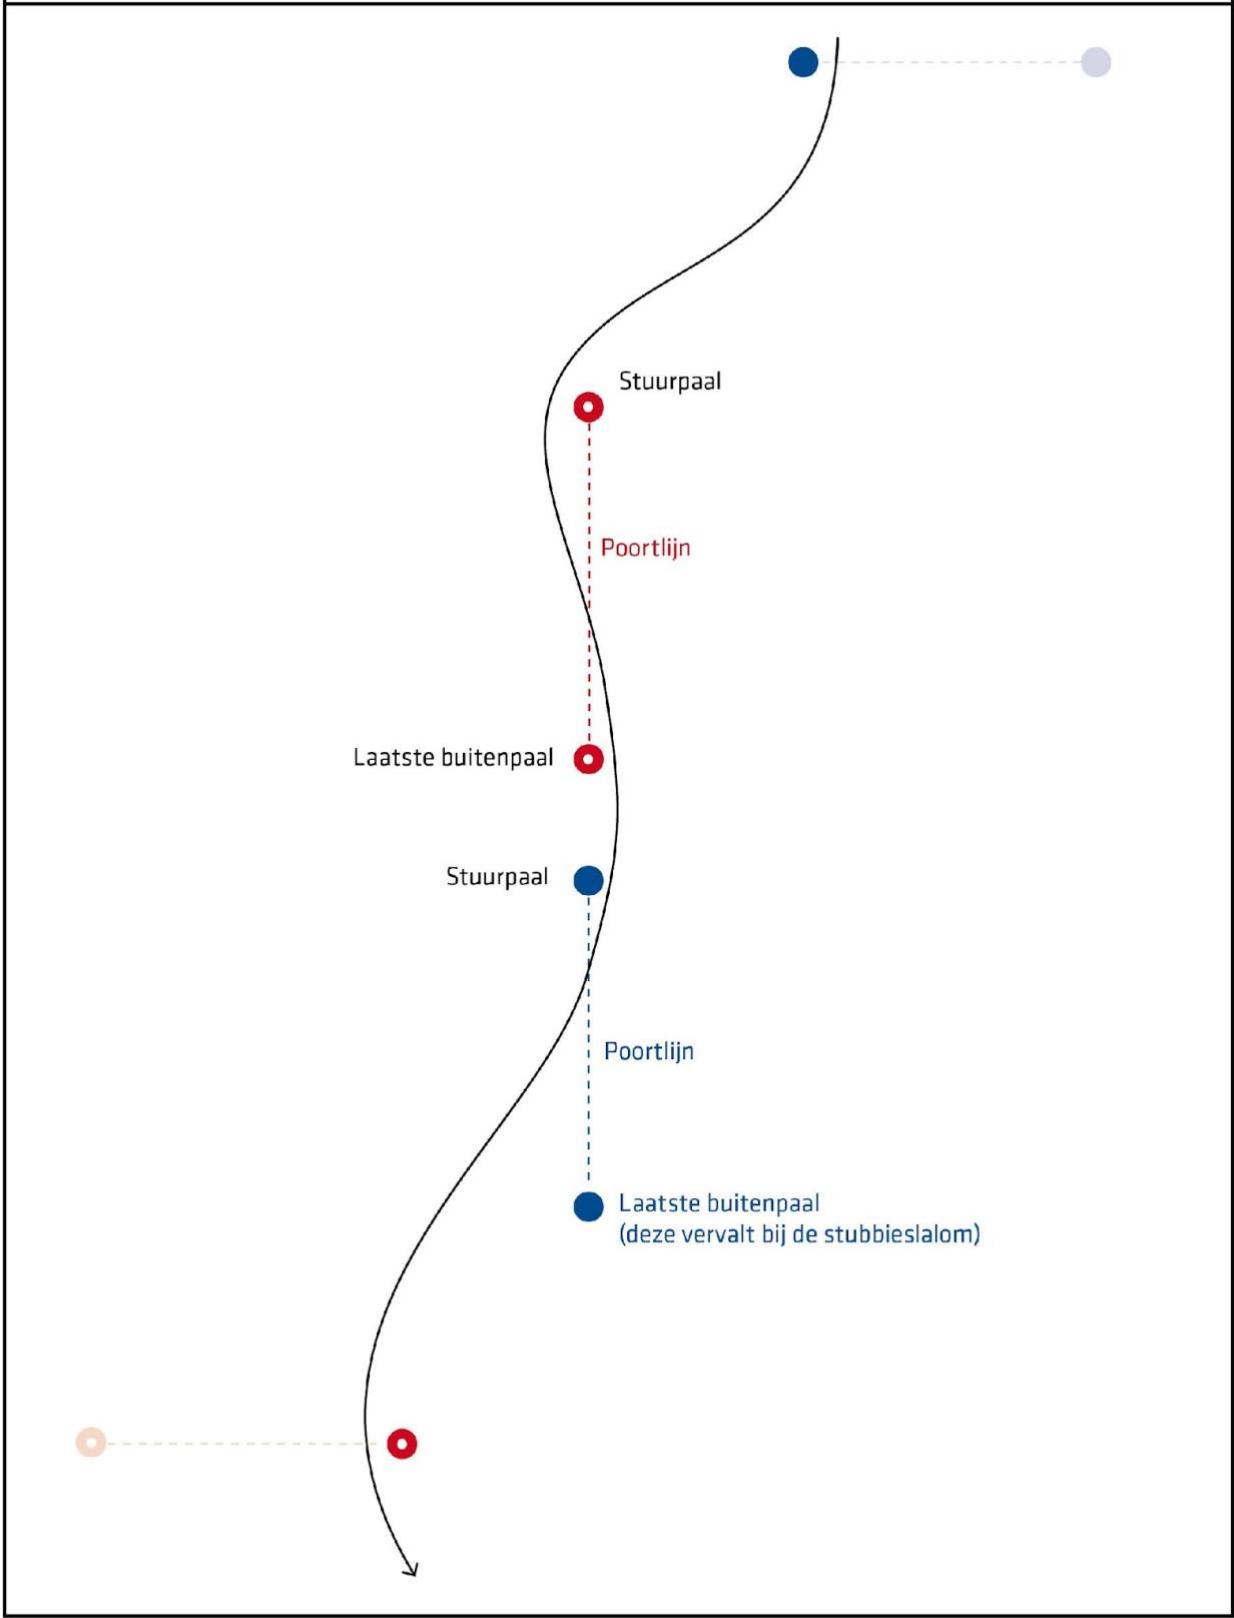 Stuurpaal
Poortlijn
Laatste buitenpaal
Stuurpaal
Poortlijn
Laatste buitenpaal
(deze vervalt bij de stubbieslalom)